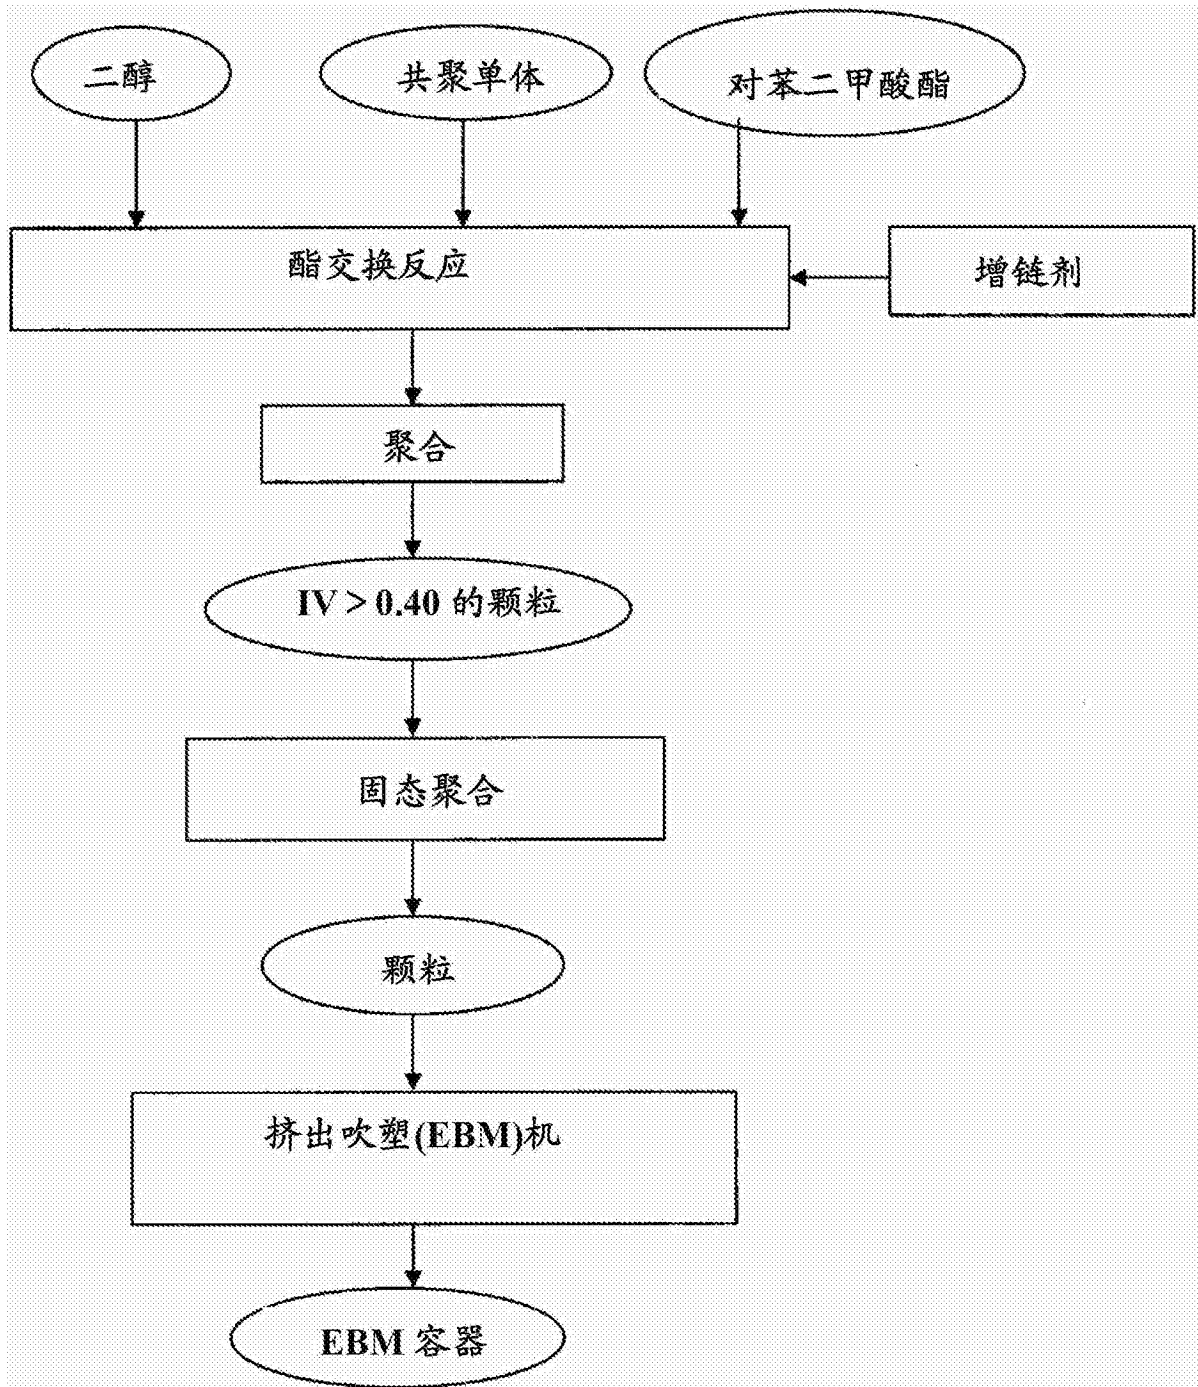 二醇
共聚单体
对苯二甲酸酯
酯交换反应
增链剂
聚合
IV > 0.40 的颗粒
固态聚合
颗粒
挤出吹塑(EBM)机
EBM 容器